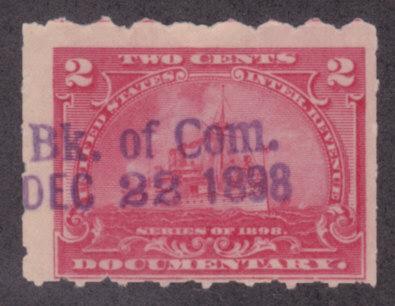 TWO CENTS
2 2
UNITED STATES INTER. REVENUE
Bk. of Com.
DEC 22 1898
SERIES OF 1898.
DOCUMENTARY.